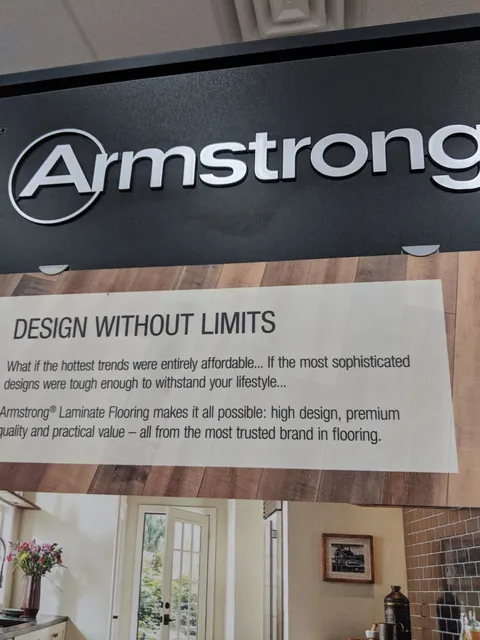 Armstrong
DESIGN WITHOUT LIMITS
What if the hottest trends were entirely affordable... If the most sophisticated
designs were tough enough to withstand your lifestyle...
Armstrong® Laminate Flooring makes it all possible: high design, premium
quality and practical value – all from the most trusted brand in flooring.